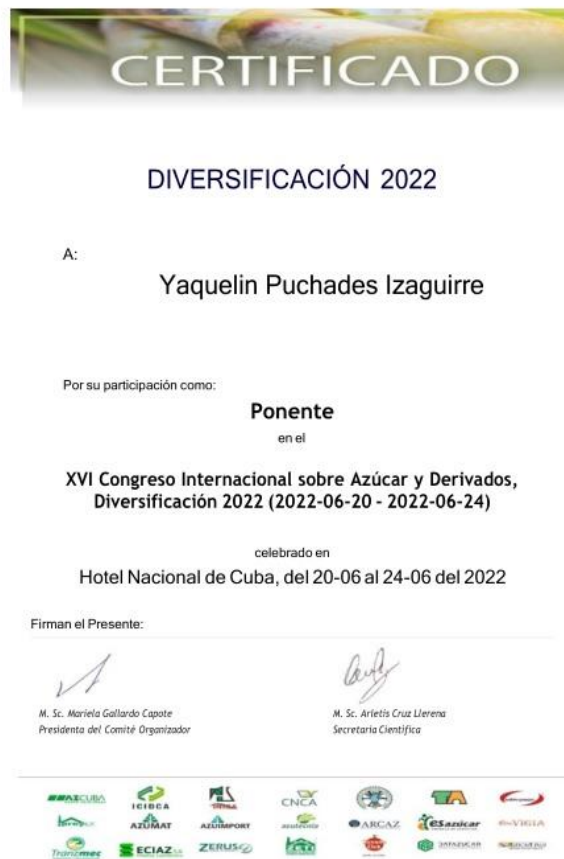 CERTIFICADO
DIVERSIFICACIÓN 2022
A:
Yaquelin Puchades Izaguirre
Por su participación como:
Ponente
en el
XVI Congreso Internacional sobre Azúcar y Derivados,
Diversificación 2022 (2022-06-20 - 2022-06-24)
celebrado en
Hotel Nacional de Cuba, del 20-06 al 24-06 del 2022
Firman el Presente:
M. Sc. Mariela Gallardo Capote
Presidenta del Comité Organizador
M. Sc. Arletis Cruz Llerena
Secretaria Científica
AZCUBA
ICIDCA
CNCA
AZUMAT
AZUIMPORT
ARCAZ
Tranzmec
ECIAZ
ZERUS